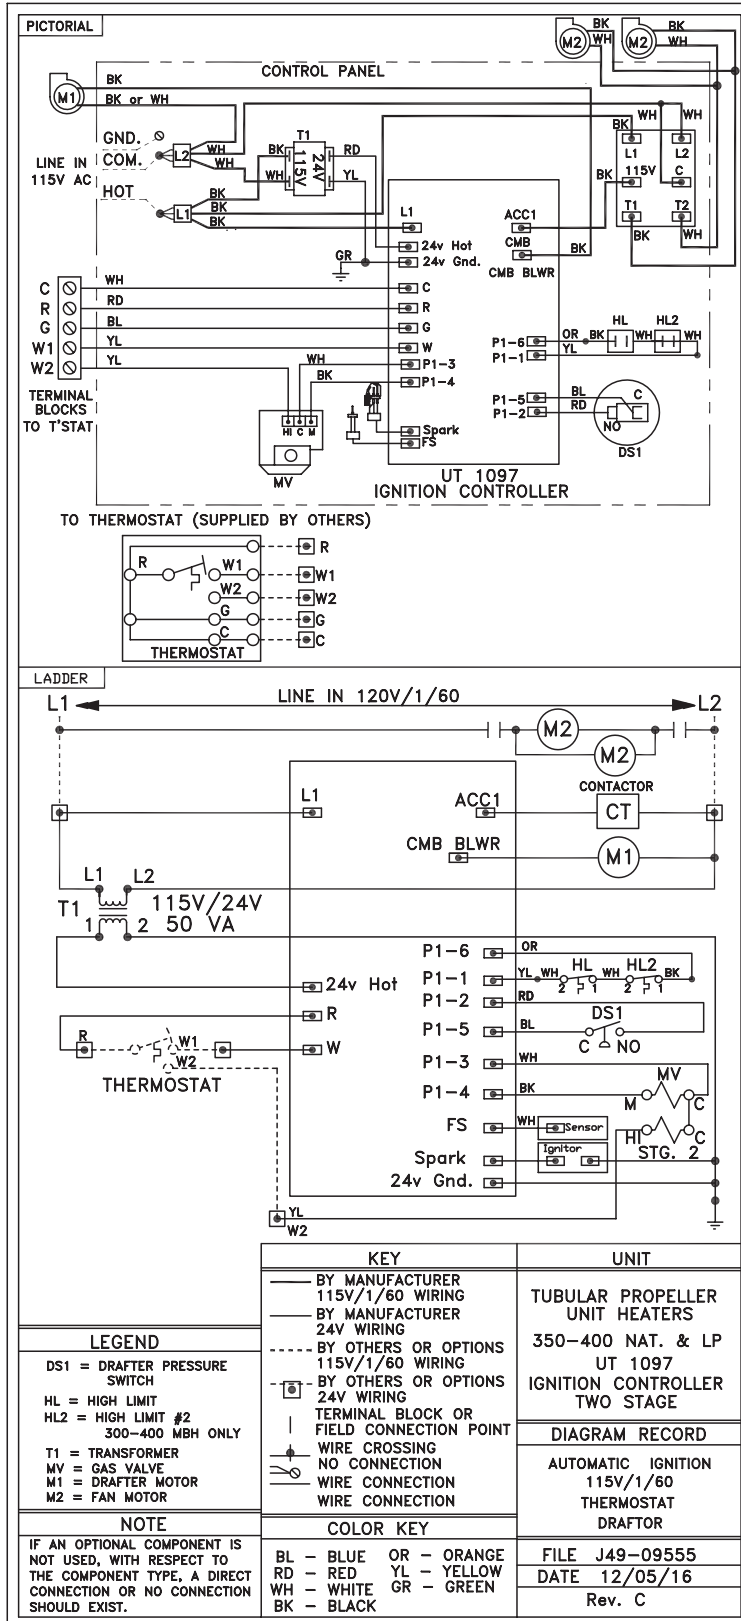 PICTORIAL
BK
WH
M2
BK
WH
M2
CONTROL PANEL
M1
BK
BK or WH
GND.
COM.
LINE IN
115V AC
HOT
L2
WH
WH
L1
BK
BK
BK
T1
BK
WH
115V
24V
RD
YL
WH
WH
BK
L1
L2
115V
C
BK
T1
T2
BK
WH
L1
ACC1
CMB
BK
CMB BLWR
24v Hot
24v Gnd.
GR
C
WH
C
R
RD
R
G
BL
G
W1
YL
W
W2
YL
WH
P1-3
BK
P1-4
TERMINAL
BLOCKS
TO T'STAT
HI C M
MV
Spark
FS
P1-6
OR
BK
HL
WH
HL2
WH
P1-1
YL
P1-5
BL
P1-2
RD
C
NO
DS1
UT 1097
IGNITION CONTROLLER
TO THERMOSTAT (SUPPLIED BY OTHERS)
R
R
W1
W1
W2
W2
G
G
C
C
THERMOSTAT
LADDER
L1
LINE IN 120V/1/60
L2
M2
M2
CONTACTOR
L1
ACC1
CT
CMB BLWR
M1
L1
L2
T1
115V/24V
1
2
50 VA
P1-6
OR
24v Hot
P1-1
YL
WH
HL
WH
HL2
BK
2
1
2
1
P1-2
RD
R
DS1
P1-5
BL
C
NO
R
W1
W
W2
THERMOSTAT
P1-3
WH
MV
P1-4
BK
M
C
FS
WH
Sensor
HI
C
STG. 2
Ignitor
Spark
24v Gnd.
YL
W2
KEY
BY MANUFACTURER
115V/1/60 WIRING
BY MANUFACTURER
24V WIRING
BY OTHERS OR OPTIONS
115V/1/60 WIRING
BY OTHERS OR OPTIONS
24V WIRING
TERMINAL BLOCK OR
FIELD CONNECTION POINT
WIRE CROSSING
NO CONNECTION
WIRE CONNECTION
WIRE CONNECTION
UNIT
TUBULAR PROPELLER
UNIT HEATERS
350-400 NAT. & LP
UT 1097
IGNITION CONTROLLER
TWO STAGE
LEGEND
DS1 = DRAFTER PRESSURE
SWITCH
HL = HIGH LIMIT
HL2 = HIGH LIMIT #2
300-400 MBH ONLY
T1 = TRANSFORMER
MV = GAS VALVE
M1 = DRAFTER MOTOR
M2 = FAN MOTOR
DIAGRAM RECORD
AUTOMATIC IGNITION
115V/1/60
THERMOSTAT
DRAFTOR
NOTE
IF AN OPTIONAL COMPONENT IS
NOT USED, WITH RESPECT TO
THE COMPONENT TYPE, A DIRECT
CONNECTION OR NO CONNECTION
SHOULD EXIST.
COLOR KEY
BL - BLUE OR - ORANGE
RD - RED YL - YELLOW
WH - WHITE GR - GREEN
BK - BLACK
FILE J49-09555
DATE 12/05/16
Rev. C